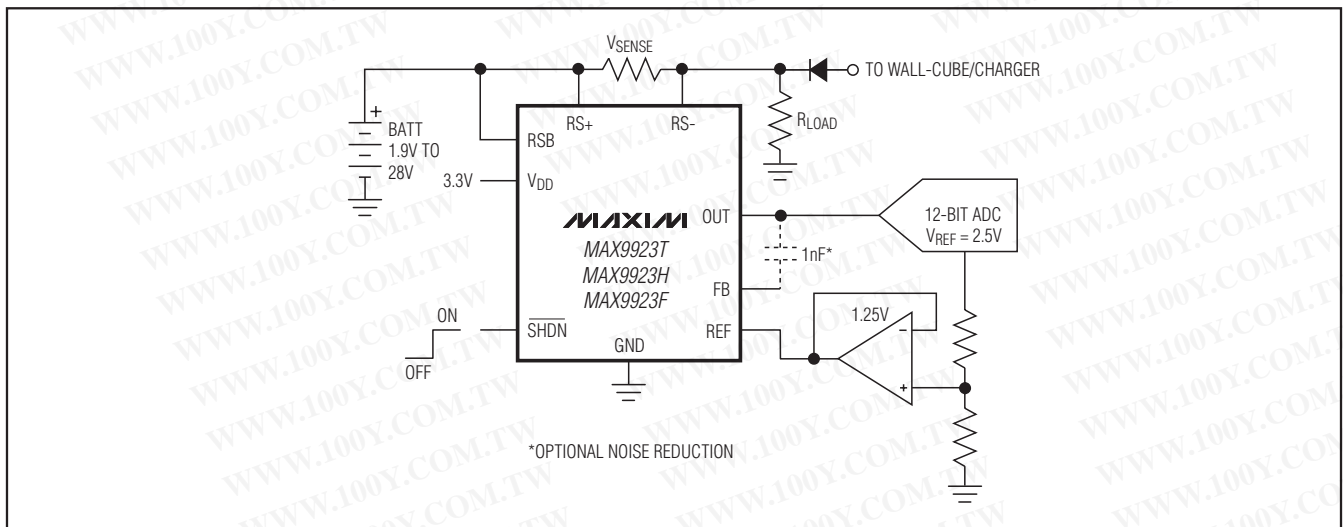 VSENSE
TO WALL-CUBE/CHARGER
+
BATT
1.9V TO
28V
RS+
RS-
RLOAD
RSB
3.3V
VDD
MAXIM
MAX9923T
MAX9923H
MAX9923F
OUT
12-BIT ADC
VREF = 2.5V
1nF*
FB
1.25V
ON
OFF
SHDN
REF
GND
-
+
*OPTIONAL NOISE REDUCTION
WWW.100Y.COM.TW